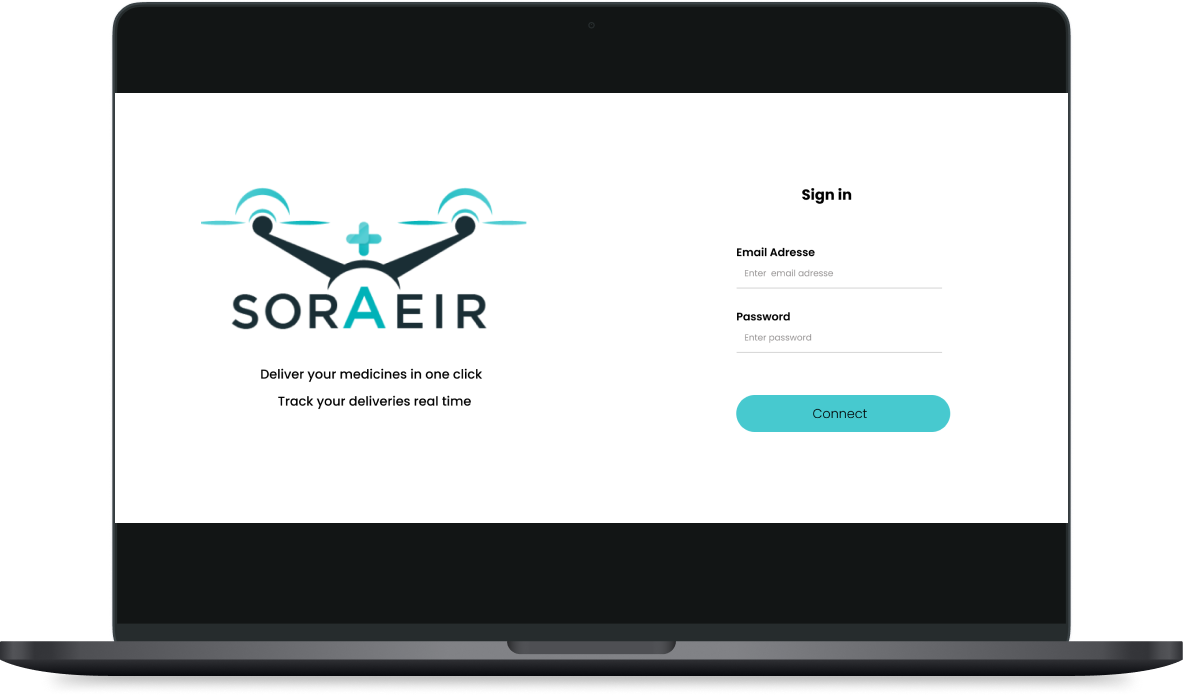 SORAEIR
Deliver your medicines in one click
Track your deliveries real time
Sign in
Email Adresse
Enter email adresse
Password
Enter password
Connect